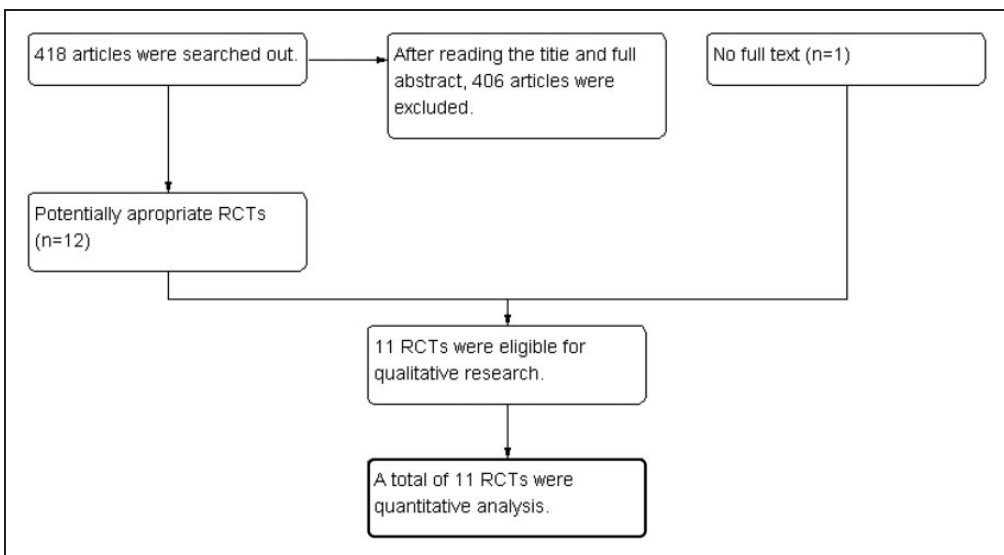 418 articles were searched out.
After reading the titie and full
abstract, 406 articles were
excluded.
No full text (n=1)
Potentially apropriate RCTs
(n=12)
11 RCTs were eligible for
qualitative research.
A total of 11 RCTs were
quantitative analysis.